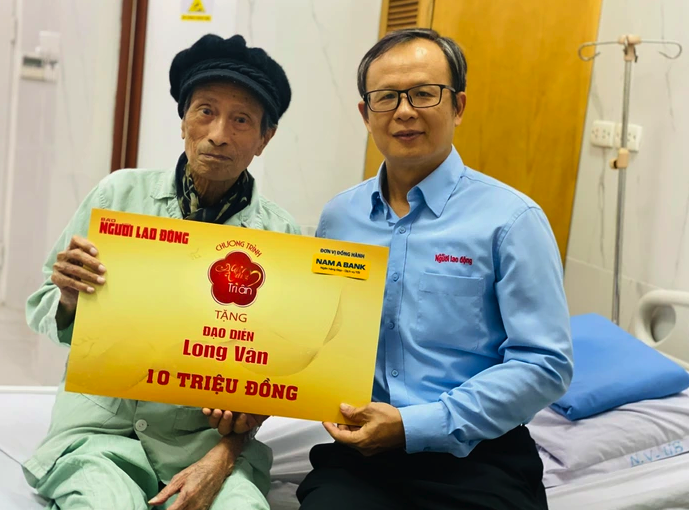 BÁO
NGƯỜI LAO ĐỘNG
CHƯƠNG TRÌNH
Tri ân
ĐƠN VỊ ĐỒNG HÀNH
NAM A BANK
TẶNG
ĐẠO DIỄN
Long Vân
10 TRIỆU ĐỒNG
Người lao động